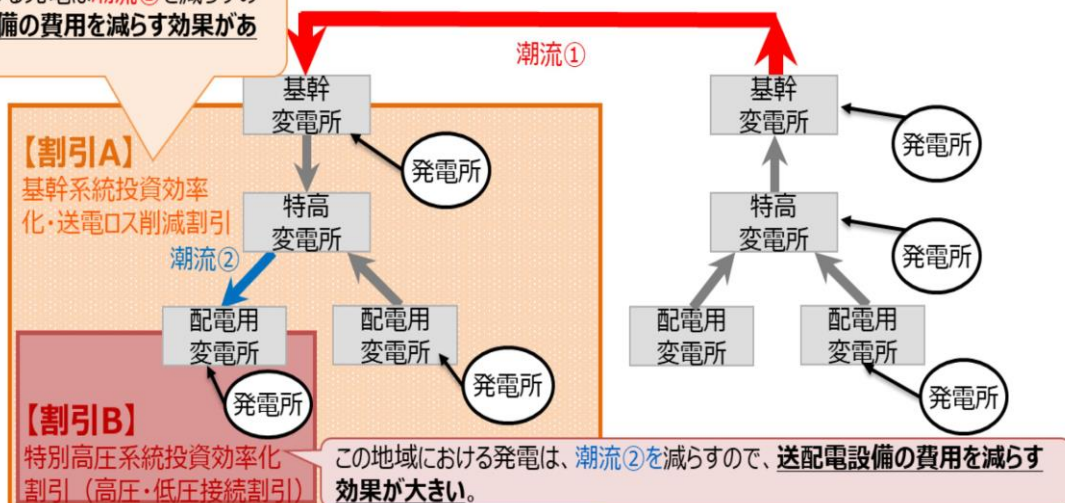 を減らすの
備の費用を減らす効果があ
潮流①
基幹
変電所
基幹
変電所
発電所
発電所
【割引A】
基幹系統投資効率
化・送電ロス削減割引
特高
変電所
特高
変電所
発電所
潮流②
配電用
変電所
配電用
変電所
配電用
変電所
配電用
変電所
発電所
発電所
発電所
【割引B】
特別高圧系統投資効率化
割引（高圧・低圧接続割引）
この地域における発電は、潮流②を減らすので、送配電設備の費用を減らす
効果が大きい。